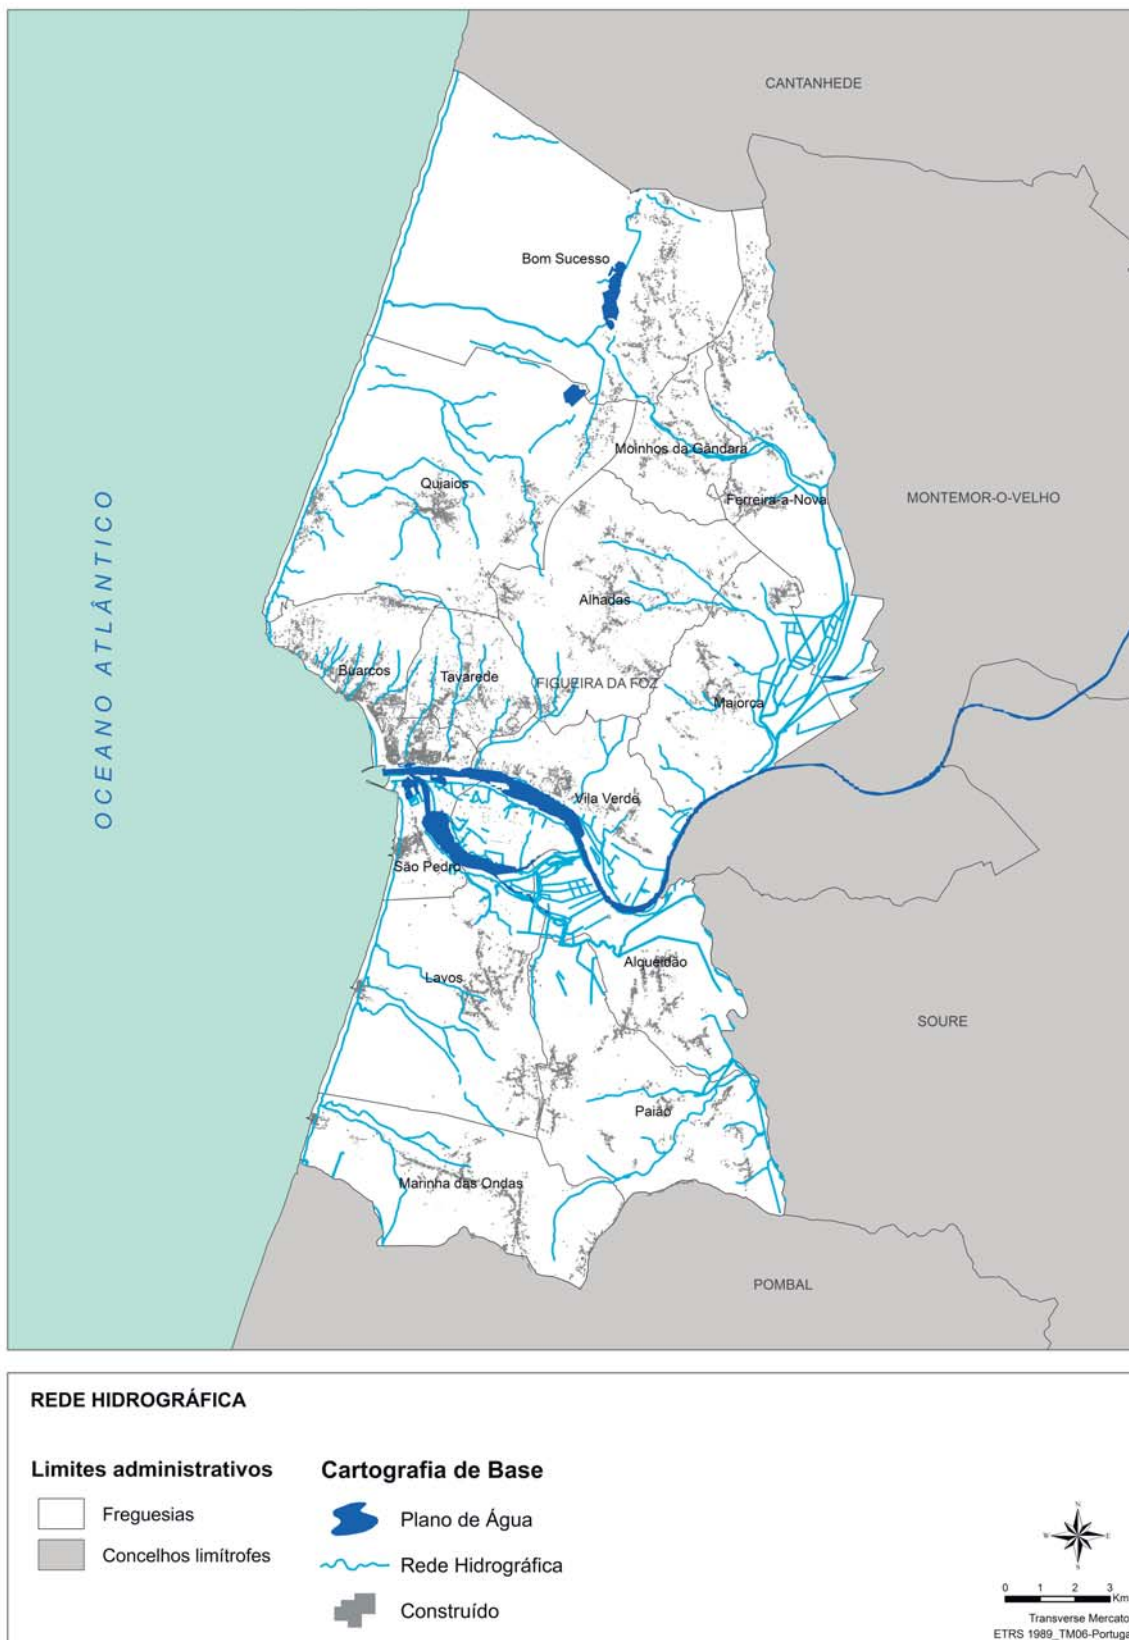 CANTANHEDE
Bom Sucesso
Moinhos da Gândara
Quiaios
Ferreira-a-Nova
MONTEMOR-O-VELHO
OCEANO ATLÂNTICO
Alhadas
Buarcos
Tavarede
FIGUEIRA DA FOZ
Maiorca
Vila Verde
São Pedro
Alqueidão
Lavos
SOURE
Paião
Marinha das Ondas
POMBAL
REDE HIDROGRÁFICA
Limites administrativos
Freguesias
Concelhos limítrofes
Cartografia de Base
Plano de Água
Rede Hidrográfica
Construído
N
W E
S
0 1 2 3
Km
Transverse Mercato
ETRS 1989_TM06-Portuga